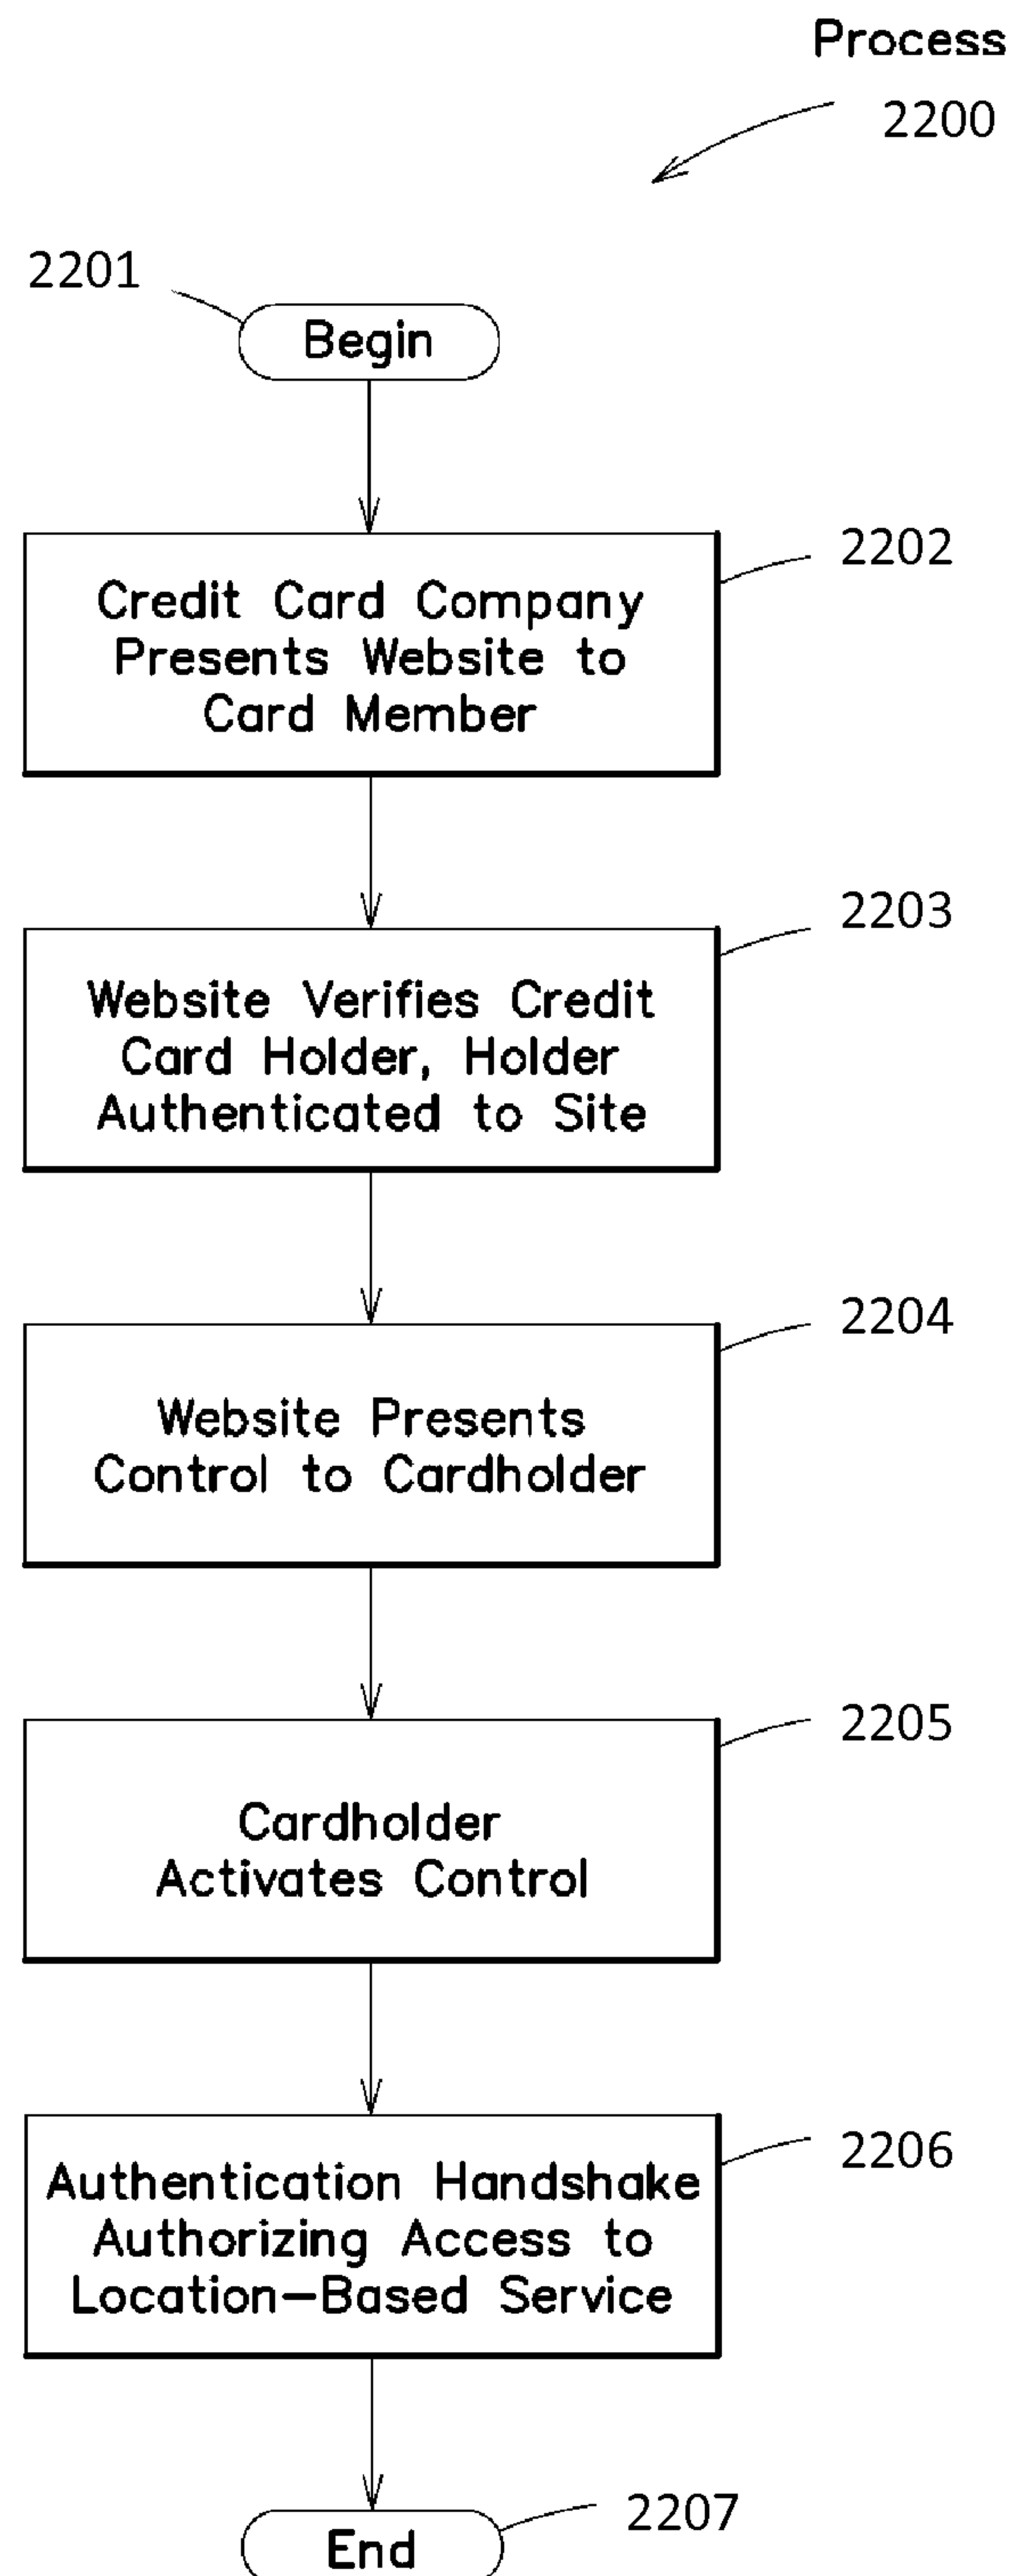 Process
2200
2201
Begin
2202
Credit Card Company
Presents Website to
Card Member
2203
Website Verifies Credit
Card Holder, Holder
Authenticated to Site
2204
Website Presents
Control to Cardholder
2205
Cardholder
Activates Control
2206
Authentication Handshake
Authorizing Access to
Location-Based Service
2207
End